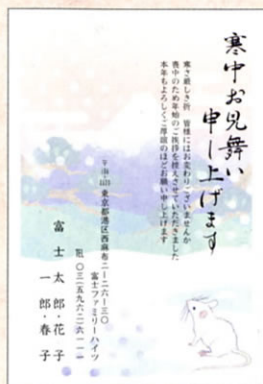 寒中お見舞い
申し上げます
寒さ厳しき折 皆様にはお変わりございませんか
喪中のため年始のご挨拶を控えさせていただきました
本年もよろしくご厚誼のほどお願い申し上げます
東京都港区西麻布二-二六-三〇
富士ファミリーハイツ
富士太郎・花子
一郎・春子